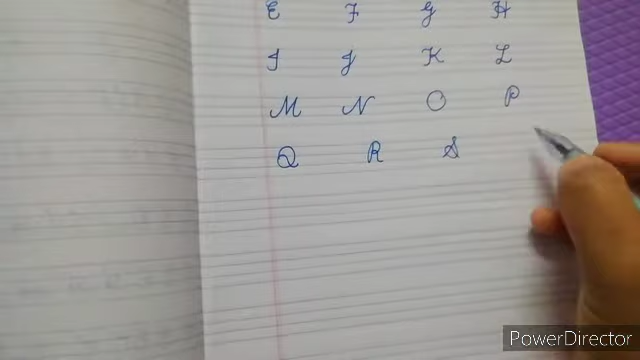 E F G H
I J K L
M N O P
Q R S
PowerDirector